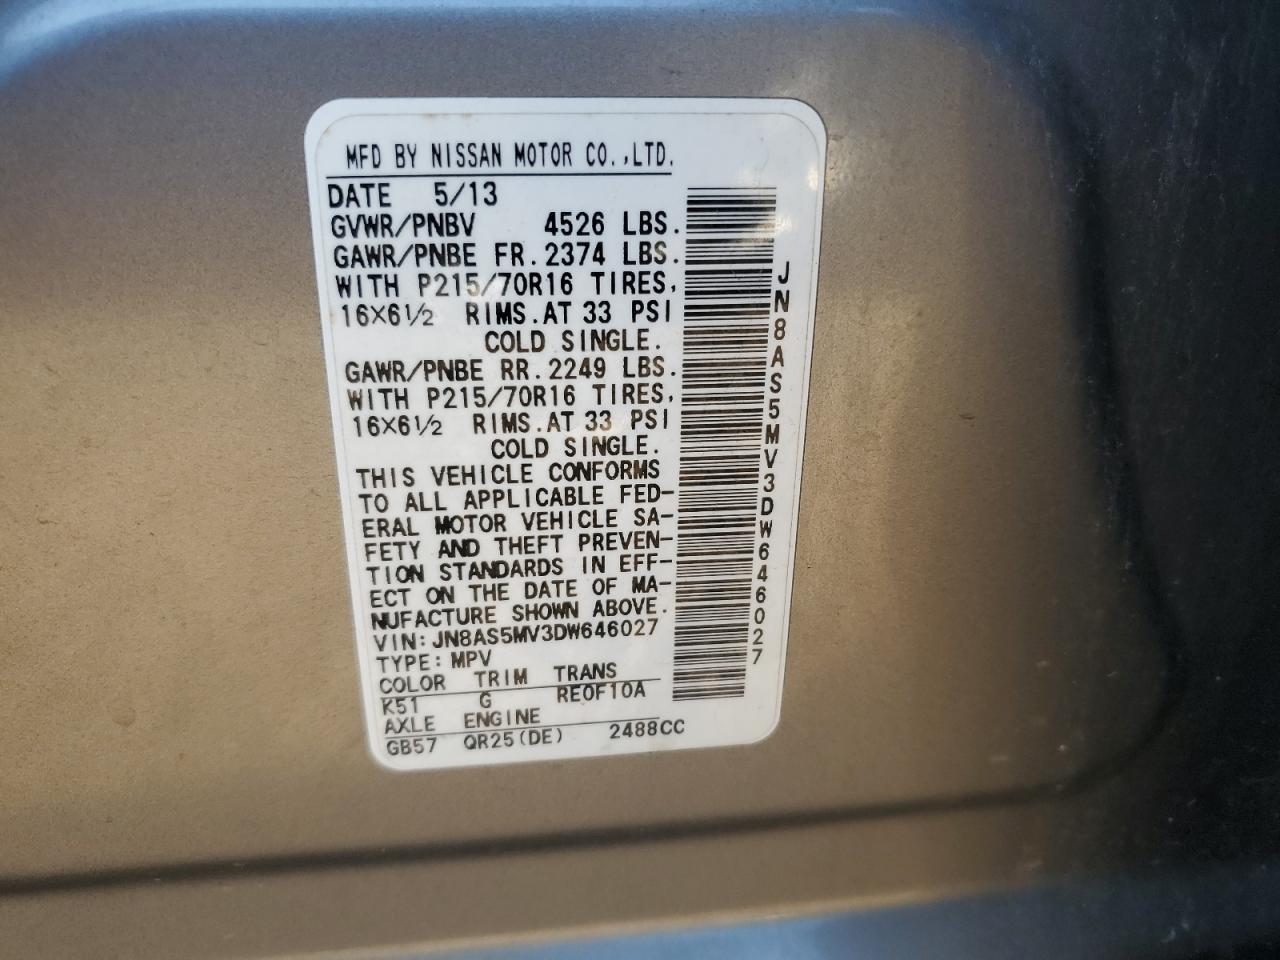 MFD BY NISSAN MOTOR CO.,LTD.
DATE 5/13
GVWR/PNBV 4526 LBS.
GAWR/PNBE FR.2374 LBS.
WITH P215/70R16 TIRES,
16X6½ RIMS.AT 33 PSI
COLD SINGLE.
GAWR/PNBE RR.2249 LBS.
WITH P215/70R16 TIRES,
16X6½ RIMS.AT 33 PSI
COLD SINGLE.
THIS VEHICLE CONFORMS
TO ALL APPLICABLE FED-
ERAL MOTOR VEHICLE SA-
FETY AND THEFT PREVEN-
TION STANDARDS IN EFF-
ECT ON THE DATE OF MA-
NUFACTURE SHOWN ABOVE.
VIN:JN8AS5MV3DW646027
TYPE:MPV
COLOR TRIM TRANS
K51 G RE0F10A
AXLE ENGINE
GB57 QR25(DE) 2488CC
JN8AS5MV3DW646027